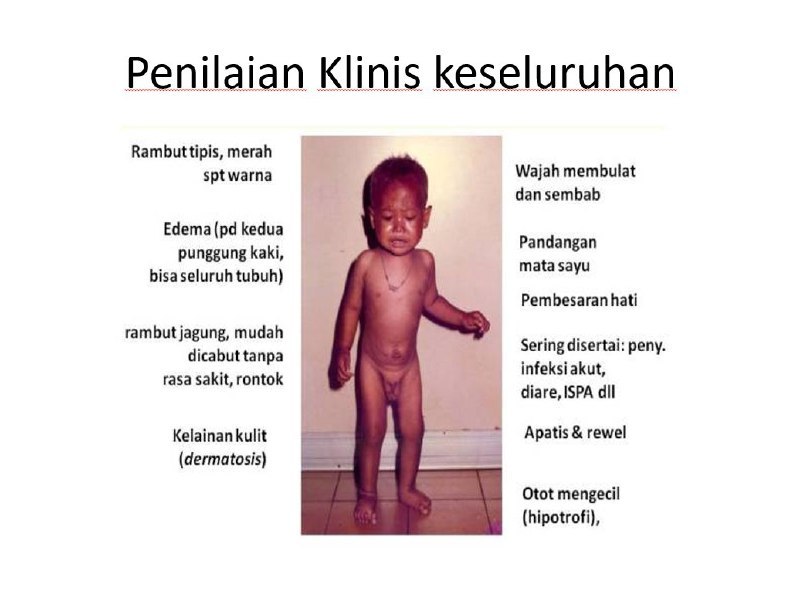 Penilaian Klinis keseluruhan
Rambut tipis, merah
spt warna
Edema (pd kedua
punggung kaki,
bisa seluruh tubuh)
rambut jagung, mudah
dicabut tanpa
rasa sakit, rontok
Kelainan kulit
(dermatosis)
Wajah membulat
dan sembab
Pandangan
mata sayu
Pembesaran hati
Sering disertai: peny.
infeksi akut,
diare, ISPA dll
Apatis & rewel
Otot mengecil
(hipotrofi),